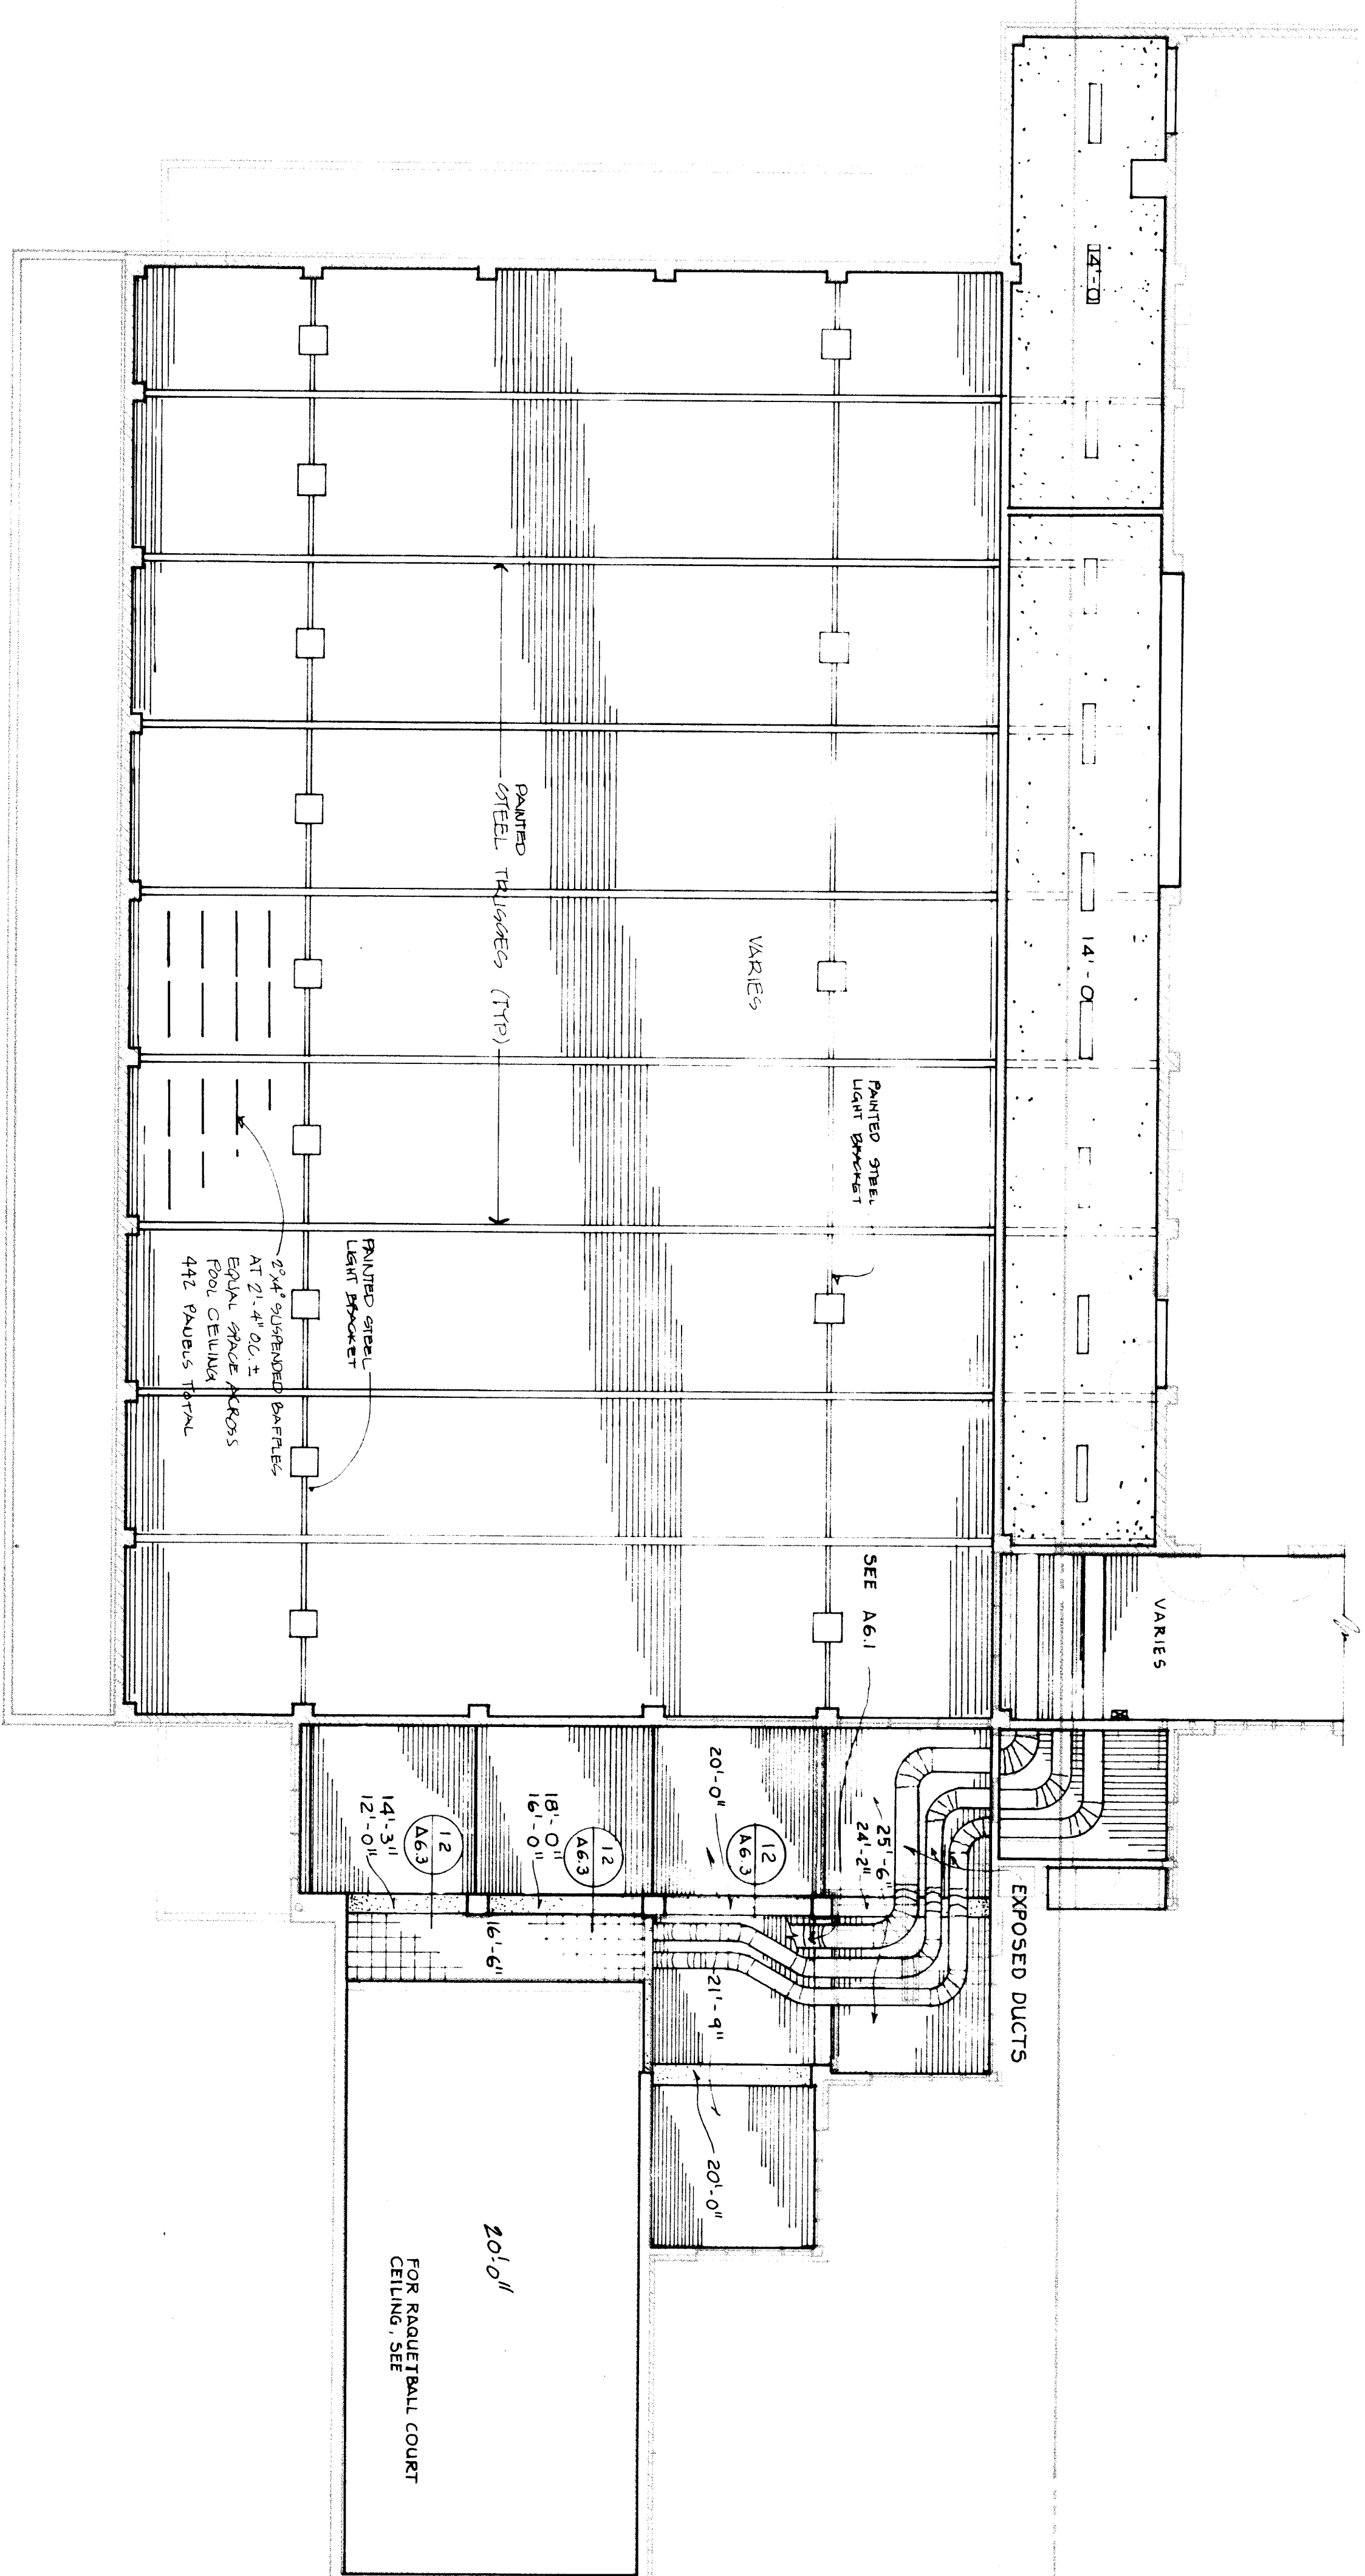 14'-0
14'-0
VARIES
PAINTED STEEL
LIGHT BRACKET
SEE A6.1
VARIES
PAINTED
STEEL TRUSSES (TYP)
PAINTED STEEL
LIGHT BRACKET
2⁰x4⁰ SUSPENDED BAFFLES
AT 2'-4" O.C. ±
EQUAL SPACE ACROSS
POOL CEILING
442 PANELS TOTAL
EXPOSED DUCTS
25'-6"
24'-2"
20'-0"
12
A6.3
18'-0"
16'-0"
12
A6.3
14'-3"
12'-0"
12
A6.3
16'-6"
21'-9"
20'-0"
20'0"
FOR RAQUETBALL COURT
CEILING, SEE